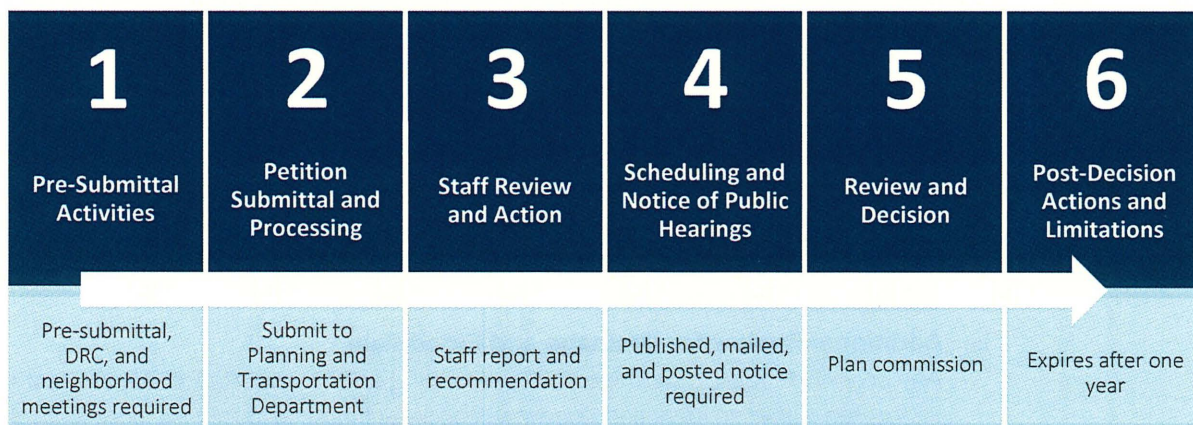 1
Pre-Submittal
Activities
Pre-submittal,
DRC, and
neighborhood
meetings required
2
Petition
Submittal and
Processing
Submit to
Planning and
Transportation
Department
3
Staff Review
and Action
Staff report and
recommendation
4
Scheduling and
Notice of Public
Hearings
Published, mailed,
and posted notice
required
5
Review and
Decision
Plan commission
6
Post-Decision
Actions and
Limitations
Expires after one
year